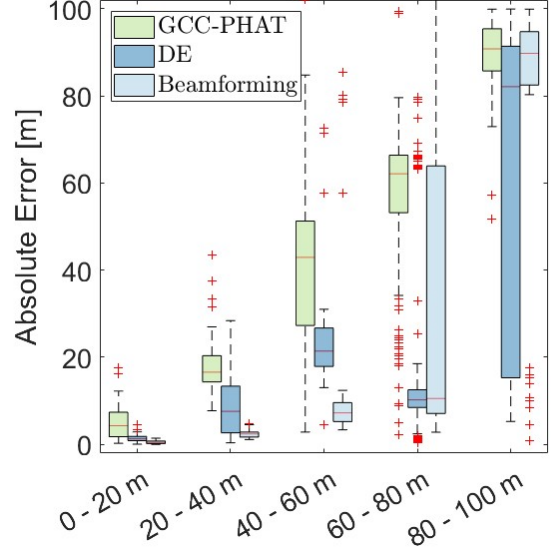 100
80
60
40
20
0
Absolute Error [m]
GCC-PHAT
DE
Beamforming
0 - 20 m
20 - 40 m
40 - 60 m
60 - 80 m
80 - 100 m